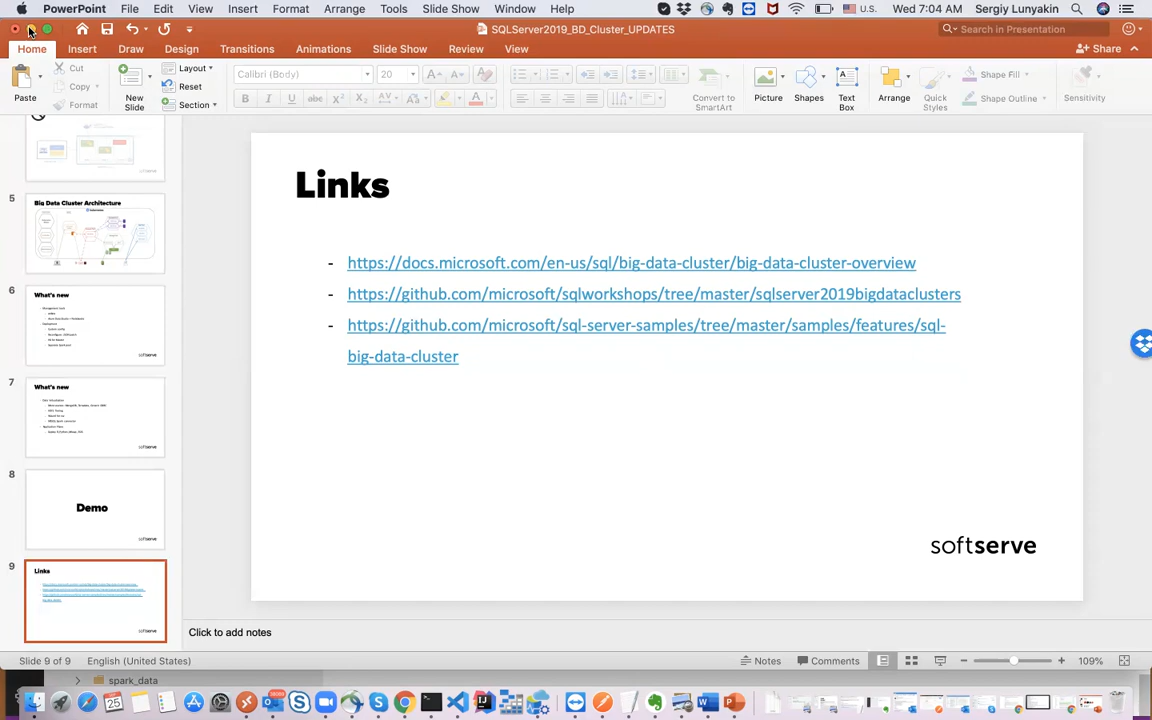 PowerPoint File Edit View Insert Format Arrange Tools Slide Show Window Help U.S. Wed 7:04 AM Sergiy Lunyakin
SQLServer2019_BD_Cluster_UPDATES Search in Presentation
Home Insert Draw Design Transitions Animations Slide Show Review View Share
Paste Cut Copy Format New Slide Layout Reset Section Calibri (Body) 20 Convert to SmartArt Picture Shapes Text Box Arrange Quick Styles Shape Fill Shape Outline Sensitivity
5
Big Data Cluster Architecture
6
What's new
7
What's new
8
Demo
9
Links
softserve
Links
- https://docs.microsoft.com/en-us/sql/big-data-cluster/big-data-cluster-overview
- https://github.com/microsoft/sqlworkshops/tree/master/sqlserver2019bigdataclusters
- https://github.com/microsoft/sql-server-samples/tree/master/samples/features/sql-
big-data-cluster
softserve
Click to add notes
Slide 9 of 9 English (United States) Notes Comments 109%
spark_data